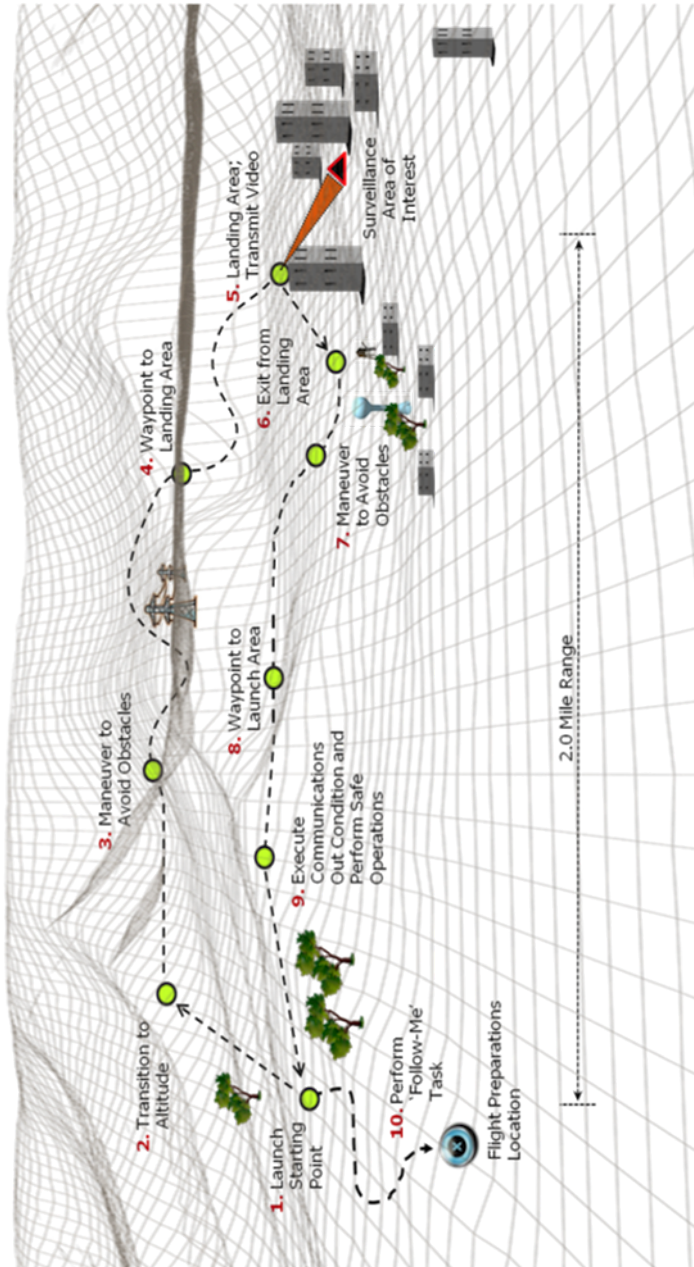 1. Launch
Starting
Point
2. Transition to
Altitude
3. Maneuver to
Avoid Obstacles
4. Waypoint to
Landing Area
5. Landing Area;
Transmit Video
6. Exit from
Landing
Area
7. Maneuver
to Avoid
Obstacles
8. Waypoint to
Launch Area
9. Execute
Communications
Out Condition and
Perform Safe
Operations
10. Perform
'Follow-Me'
Task
Flight Preparations
Location
Surveillance
Area of
Interest
2.0 Mile Range